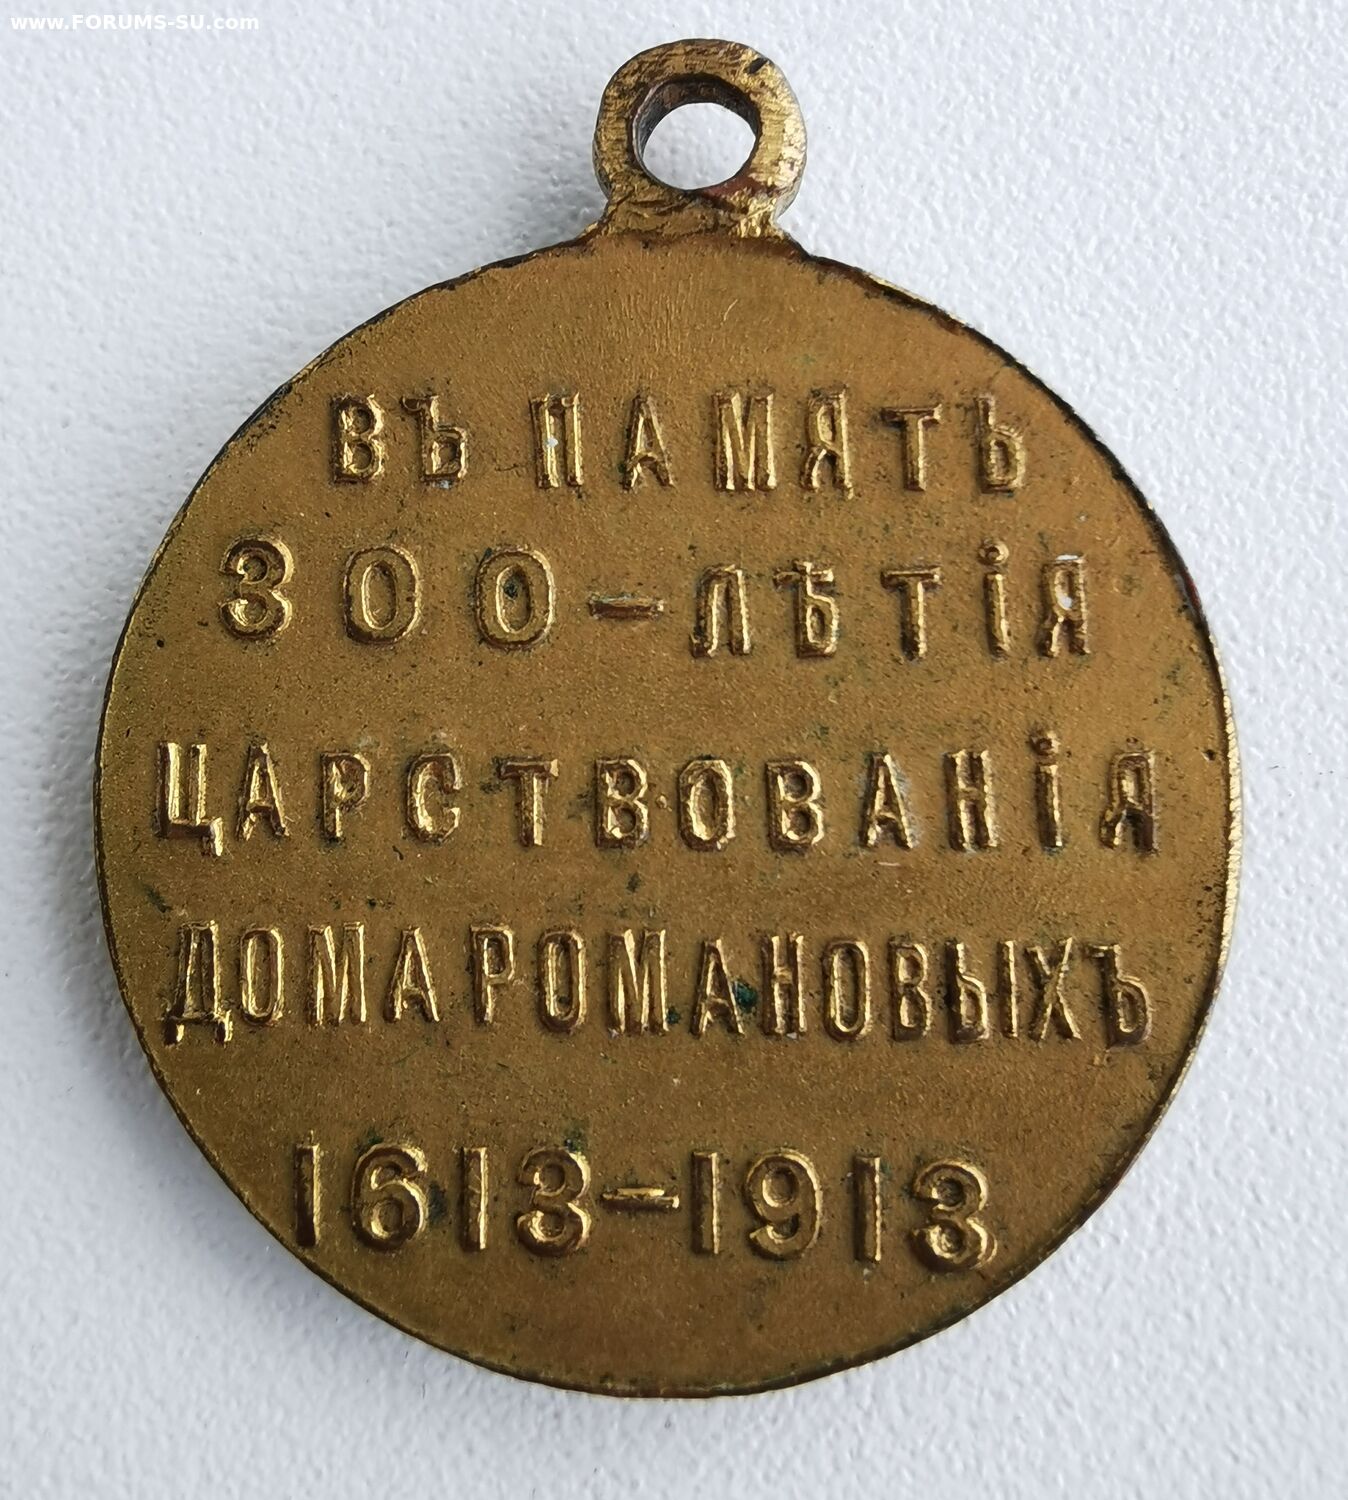 www.FORUMS-SU.com
ВЪ ПАМЯТЬ
300-ЛѢТІЯ
ЦАРСТВОВАНІЯ
ДОМА РОМАНОВЫХЪ
1613-1913